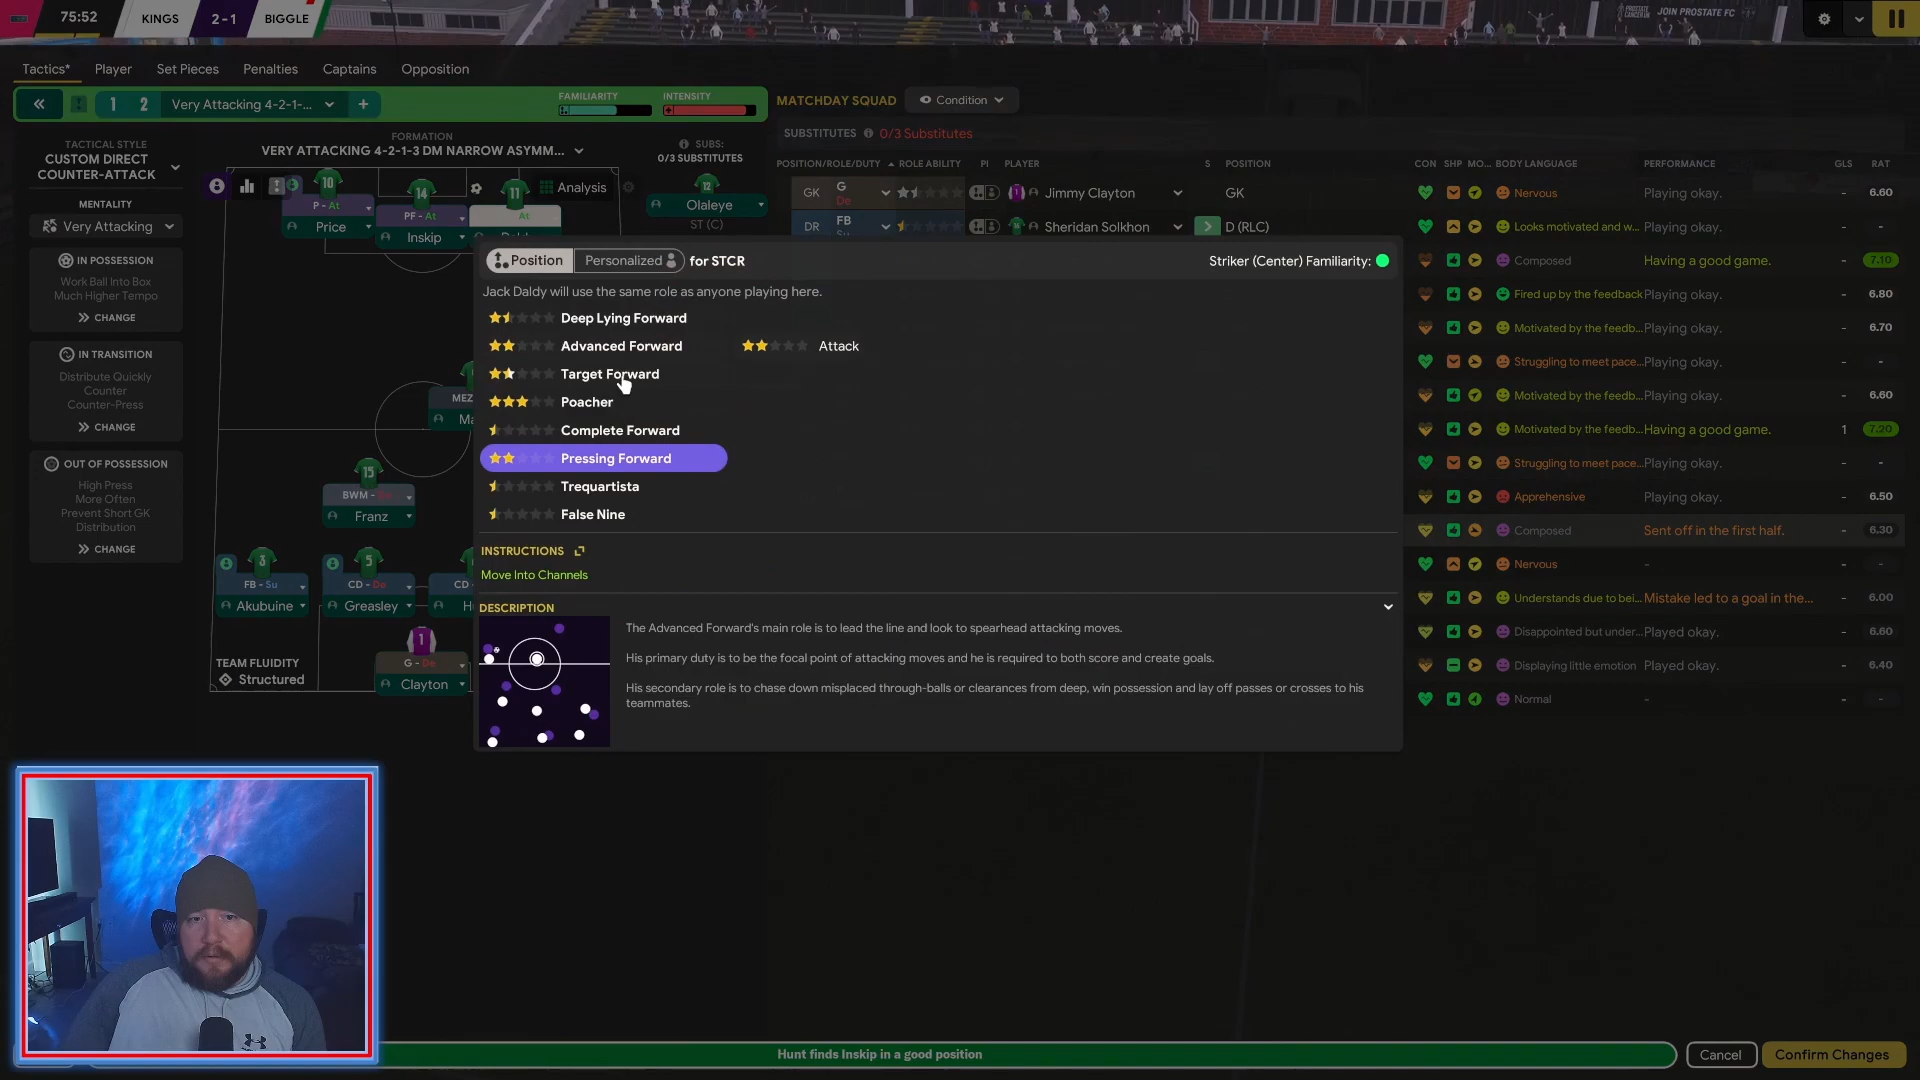 75:52 KINGS 2 - 1 BIGGLE
JOIN PROSTATE FC
Tactics* Player Set Pieces Penalties Captains Opposition
1 2 Very Attacking 4-2-1-... +
FAMILIARITY INTENSITY
MATCHDAY SQUAD Condition
SUBSTITUTES 0/3 Substitutes
TACTICAL STYLE
CUSTOM DIRECT
COUNTER-ATTACK
MENTALITY
Very Attacking
IN POSSESSION
Work Ball Into Box
Much Higher Tempo
CHANGE
IN TRANSITION
Distribute Quickly
Counter
Counter-Press
CHANGE
OUT OF POSSESSION
High Press
More Often
Prevent Short GK
Distribution
CHANGE
FORMATION
VERY ATTACKING 4-2-1-3 DM NARROW ASYMM...
SUBS:
0/3 SUBSTITUTES
Analysis
10
P - At
Price
14
PF - At
Inskip
11
At
12
Olaleye
ST (C)
MEZ
Ma
15
BWM - De
Franz
3
FB - Su
Akubuine
5
CD - De
Greasley
CD -
H
1
G - De
Clayton
TEAM FLUIDITY
Structured
POSITION/ROLE/DUTY ROLE ABILITY PI PLAYER S POSITION CON SHP MO... BODY LANGUAGE PERFORMANCE GLS RAT
GK G De Jimmy Clayton GK Nervous Playing okay. - 6.60
DR FB Su Sheridan Solkhon D (RLC) Looks motivated and w... Playing okay. - -
Composed Having a good game. - 7.10
Fired up by the feedback Playing okay. - 6.80
Motivated by the feedb... Playing okay. - 6.70
Struggling to meet pace... Playing okay. - -
Motivated by the feedb... Playing okay. - 6.60
Motivated by the feedb... Having a good game. 1 7.20
Struggling to meet pace... Playing okay. - -
Apprehensive Playing okay. - 6.50
Composed Sent off in the first half. - 6.30
Nervous - - -
Understands due to bei... Mistake led to a goal in the... - 6.00
Disappointed but under... Played okay. - 6.60
Displaying little emotion Played okay. - 6.40
Normal - - -
Position Personalized for STCR
Striker (Center) Familiarity:
Jack Daldy will use the same role as anyone playing here.
Deep Lying Forward
Advanced Forward Attack
Target Forward
Poacher
Complete Forward
Pressing Forward
Trequartista
False Nine
INSTRUCTIONS
Move Into Channels
DESCRIPTION
The Advanced Forward's main role is to lead the line and look to spearhead attacking moves.
His primary duty is to be the focal point of attacking moves and he is required to both score and create goals.
His secondary role is to chase down misplaced through-balls or clearances from deep, win possession and lay off passes or crosses to his
teammates.
Hunt finds Inskip in a good position
Cancel Confirm Changes